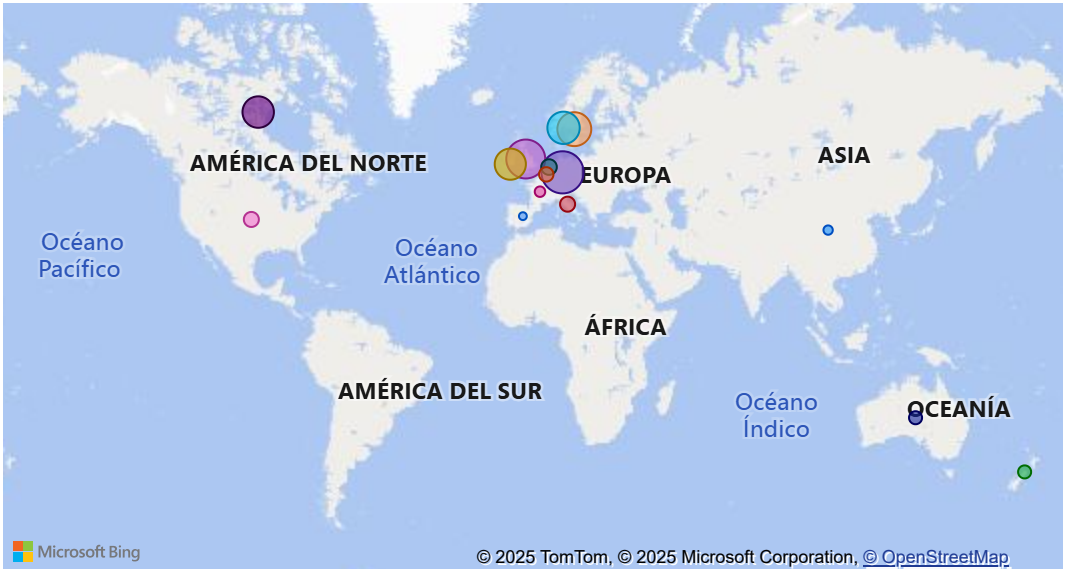 AMÉRICA DEL NORTE
ASIA
EUROPA
Océano
Pacífico
Océano
Atlántico
ÁFRICA
AMÉRICA DEL SUR
Océano
Índico
OCEANÍA
Microsoft Bing
© 2025 TomTom, © 2025 Microsoft Corporation, © OpenStreetMap